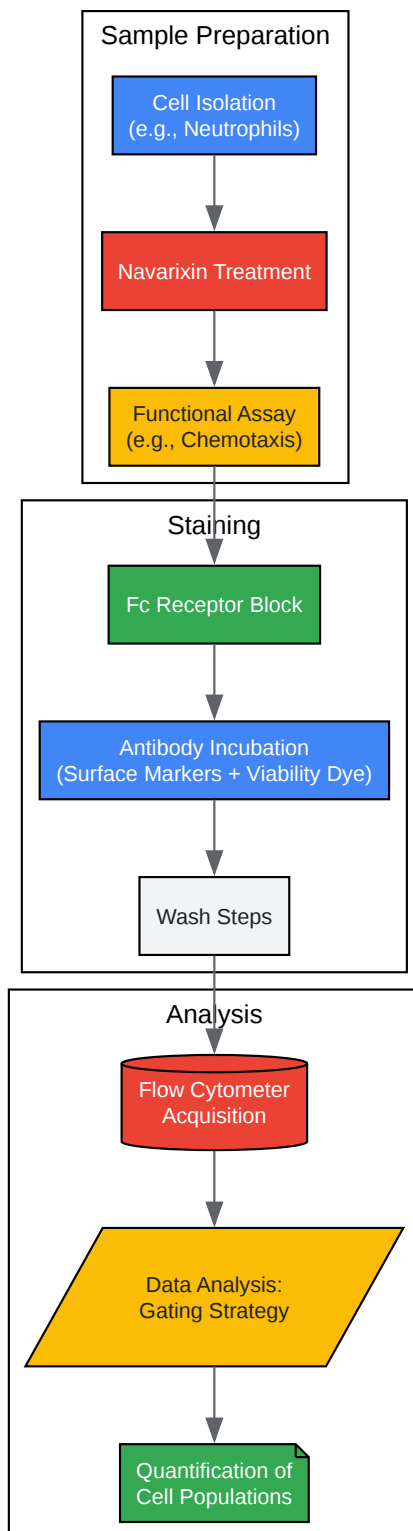 Sample Preparation
Cell Isolation
(e.g., Neutrophils)
Navarixin Treatment
Functional Assay
(e.g., Chemotaxis)
Staining
Fc Receptor Block
Antibody Incubation
(Surface Markers + Viability Dye)
Wash Steps
Analysis
Flow Cytometer
Acquisition
Data Analysis:
Gating Strategy
Quantification of
Cell Populations